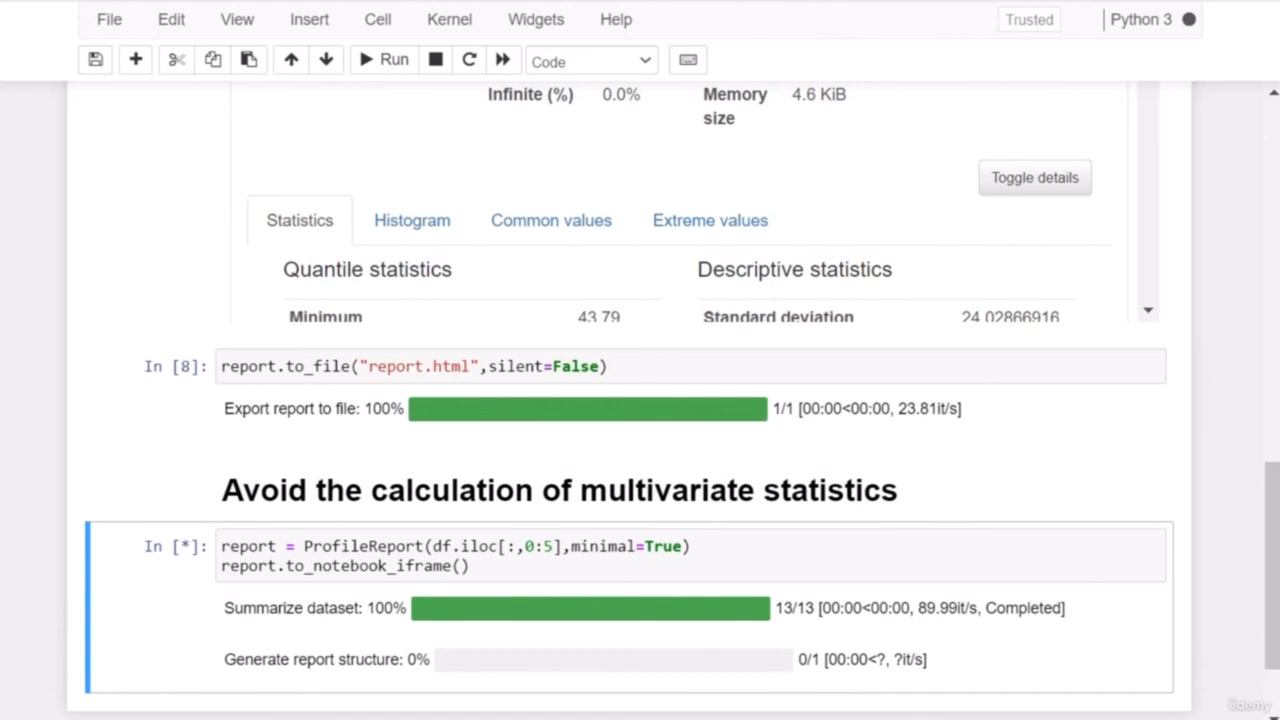 File Edit View Insert Cell Kernel Widgets Help Trusted Python 3
Run Code
Infinite (%) 0.0% Memory size 4.6 KiB
Toggle details
Statistics Histogram Common values Extreme values
Quantile statistics Descriptive statistics
Minimum 43.79 Standard deviation 24.02866916
In [8]: report.to_file("report.html",silent=False)
Export report to file: 100% 1/1 [00:00<00:00, 23.81it/s]
Avoid the calculation of multivariate statistics
In [*]: report = ProfileReport(df.iloc[:,0:5],minimal=True)
report.to_notebook_iframe()
Summarize dataset: 100% 13/13 [00:00<00:00, 89.99it/s, Completed]
Generate report structure: 0% 0/1 [00:00<?, ?it/s]
ûdemy